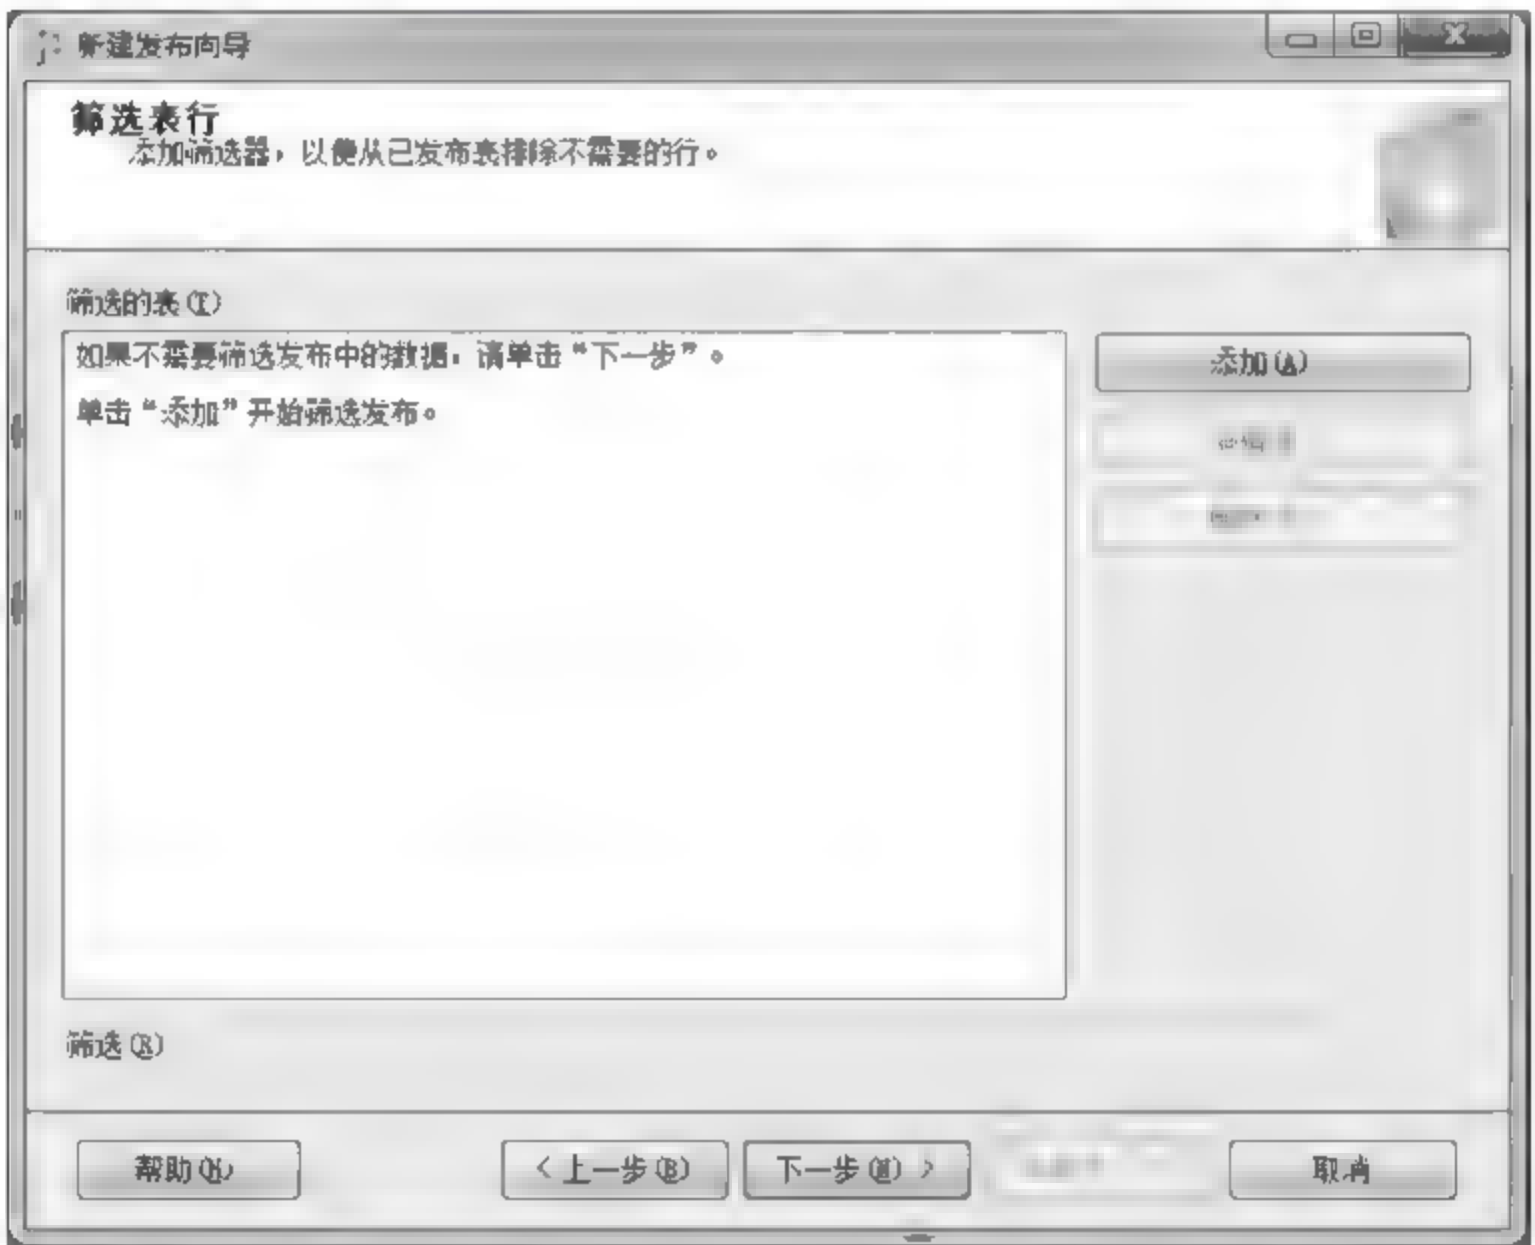 新建发布向导
筛选表行
添加筛选器，以便从已发布表排除不需要的行。
筛选的表(T)
如果不需要筛选发布中的数据，请单击“下一步”。
单击“添加”开始筛选发布。
添加(A)
筛选(R)
帮助(H)
<上一步(B)
下一步(N)>
取消